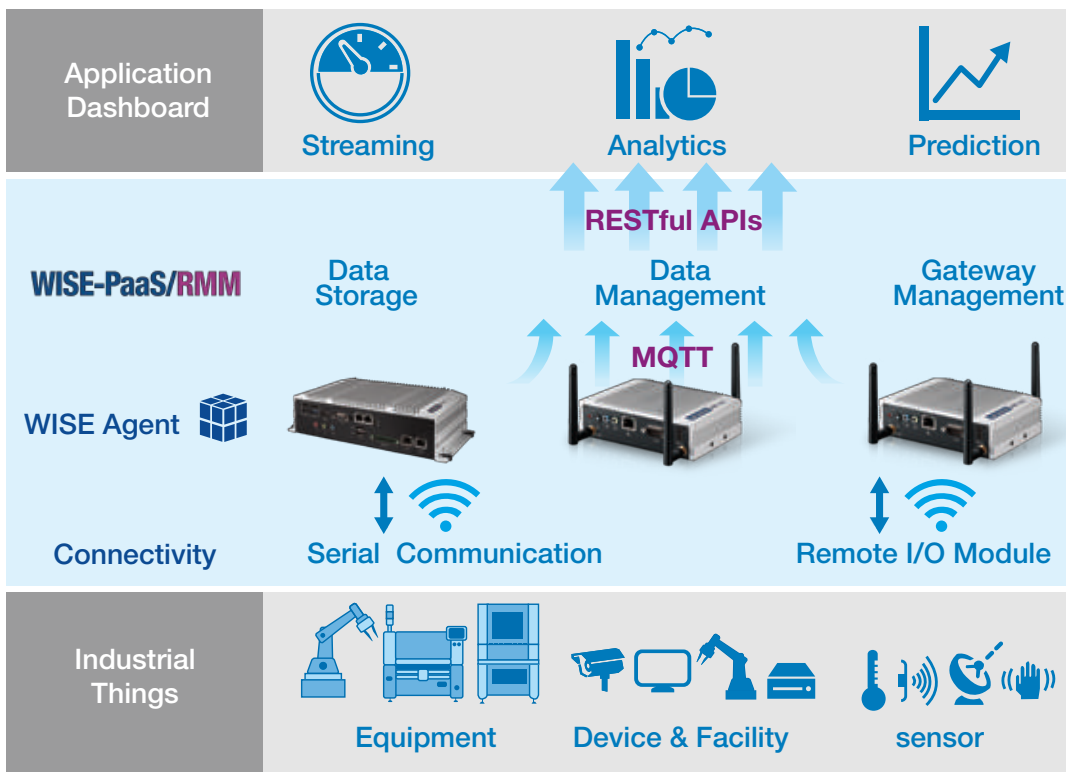 Application
Dashboard
Streaming
Analytics
Prediction
RESTful APIs
WISE-PaaS/RMM
Data
Storage
Data
Management
Gateway
Management
MQTT
WISE Agent
Connectivity
Serial Communication
Remote I/O Module
Industrial
Things
Equipment
Device & Facility
sensor